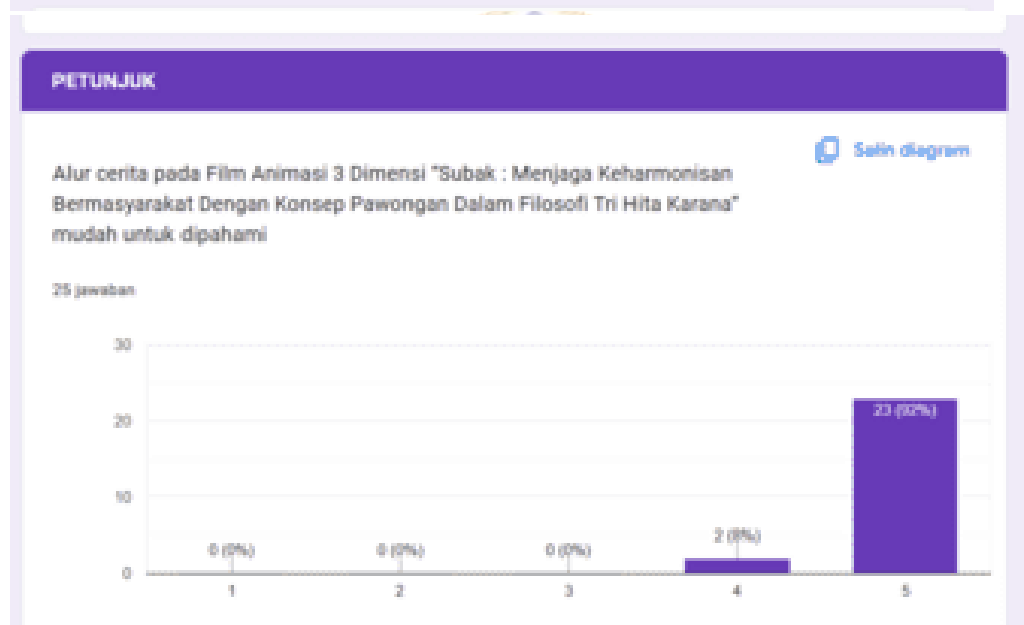 PETUNJUK
Salin diagram
Alur cerita pada Film Animasi 3 Dimensi "Subak : Menjaga Keharmonisan
Bermasyarakat Dengan Konsep Pawongan Dalam Filosofi Tri Hita Karana"
mudah untuk dipahami
25 jawaban
30
20
10
0
0 (0%)
0 (0%)
0 (0%)
2 (8%)
23 (92%)
1 2 3 4 5